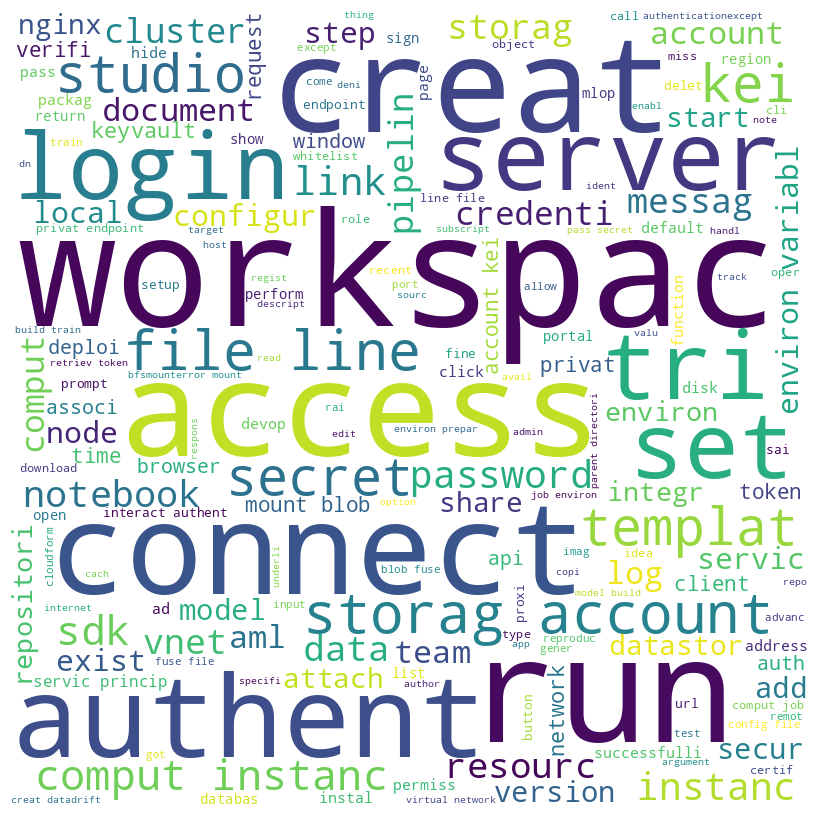 thing
nginx
cluster
step
sign
storag
call
authenticationexcept
account
verifi
hide
request
except
object
miss
region
studio
creat
kei
pass
come
deni
page
mlop
delet
cli
packag
document
endpoint
enabl
note
return
keyvault
start
train
show
window
pipelin
server
dn
login
whitelist
link
line file
ident
messag
environ variabl
local
configur
credenti
privat endpoint
target
role
subscript
pass secret
default
handl
host
workspac
setup
regist
recent
port
sourc
allow
track
oper
perform
descript
function
build train
file line
account kei
portal
valu
deploi
retriev token
read
fine
tri
comput
prompt
bfsmounterror mount
click
avail
privat
disk
associ
access
rai
environ
node
devop
respons
edit
environ prepar
admin
parent directori
set
sai
time
browser
download
secret
password
notebook
mount blob
share
job environ
integr
token
open
interact authent
option
repositori
cloudform
connect
templat
cach
underli
blob fuse
api
imag
idea
servic
log
client
internet
input
copi
repo
model build
ad
model
storag account
proxi
advanc
sdk
vnet
aml
data
team
type
reproduc
gener
app
datastor
address
exist
fuse file
auth
servic princip
specifi
attach
list
author
run
network
add
url
comput job
remot
authent
button
config file
got
test
successfulli
secur
argument
comput instanc
resourc
certif
permiss
version
instanc
creat datadrift
databas
instal
virtual network